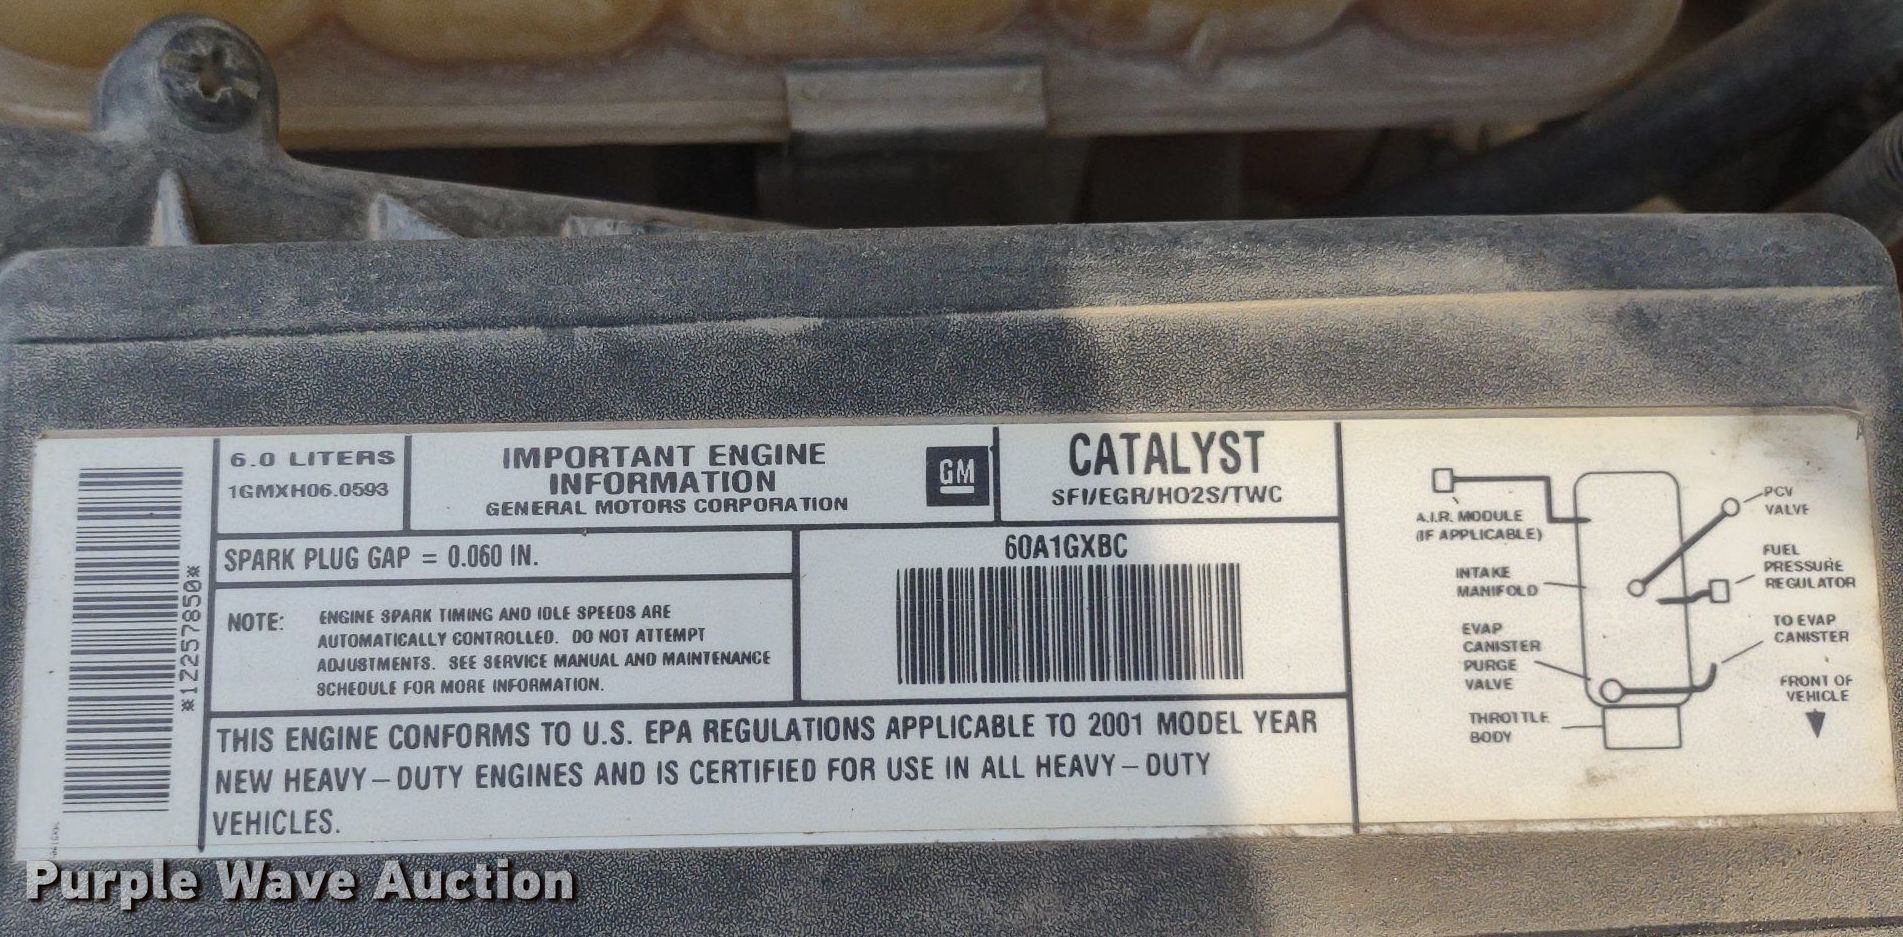 *12257850*
6.0 LITERS
1GMXH06.0593
IMPORTANT ENGINE
INFORMATION
GENERAL MOTORS CORPORATION
GM
CATALYST
SFI/EGR/HO2S/TWC
SPARK PLUG GAP = 0.060 IN.
60A1GXBC
NOTE: ENGINE SPARK TIMING AND IDLE SPEEDS ARE
AUTOMATICALLY CONTROLLED. DO NOT ATTEMPT
ADJUSTMENTS. SEE SERVICE MANUAL AND MAINTENANCE
SCHEDULE FOR MORE INFORMATION.
THIS ENGINE CONFORMS TO U.S. EPA REGULATIONS APPLICABLE TO 2001 MODEL YEAR
NEW HEAVY-DUTY ENGINES AND IS CERTIFIED FOR USE IN ALL HEAVY-DUTY
VEHICLES.
A.I.R. MODULE
(IF APPLICABLE)
INTAKE
MANIFOLD
EVAP
CANISTER
PURGE
VALVE
THROTTLE
BODY
PCV
VALVE
FUEL
PRESSURE
REGULATOR
TO EVAP
CANISTER
FRONT OF
VEHICLE
Purple Wave Auction